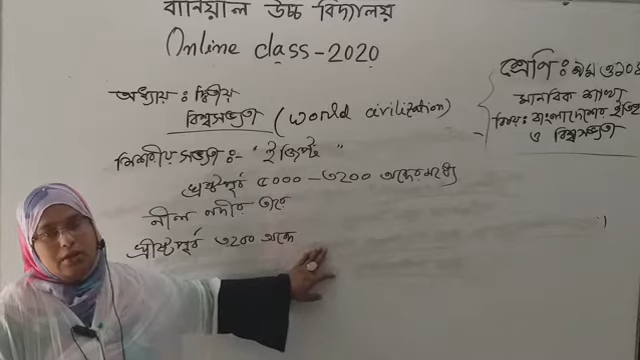 বানিয়াল উচ্চ বিদ্যালয়
Online class-2020
শ্রেণি: ৯ম ও ১০ম
মানবিক শাখা
বিষয়: বাংলাদেশের ইতিহাস
ও বিশ্বসভ্যতা
অধ্যায়: দ্বিতীয়
বিশ্বসভ্যতা (world civilization)
মিশরীয় সভ্যতা:- "ইজিপ্ট"
খ্রিষ্টপূর্ব ৫০০০ - ৩২০০ অব্দের মধ্যে
নীল নদীর তীরে
খ্রীষ্টপূর্ব ৩২০০ অব্দে